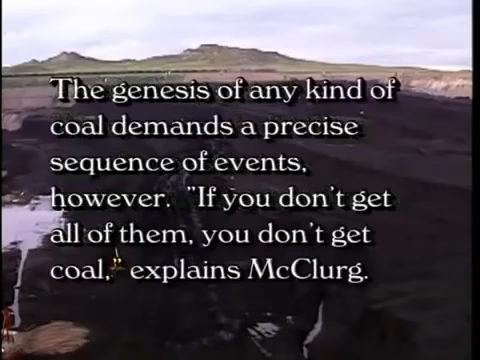 The genesis of any kind of
coal demands a precise
sequence of events,
however.  "If you don't get
all of them, you don't get
coal," explains McClurg.